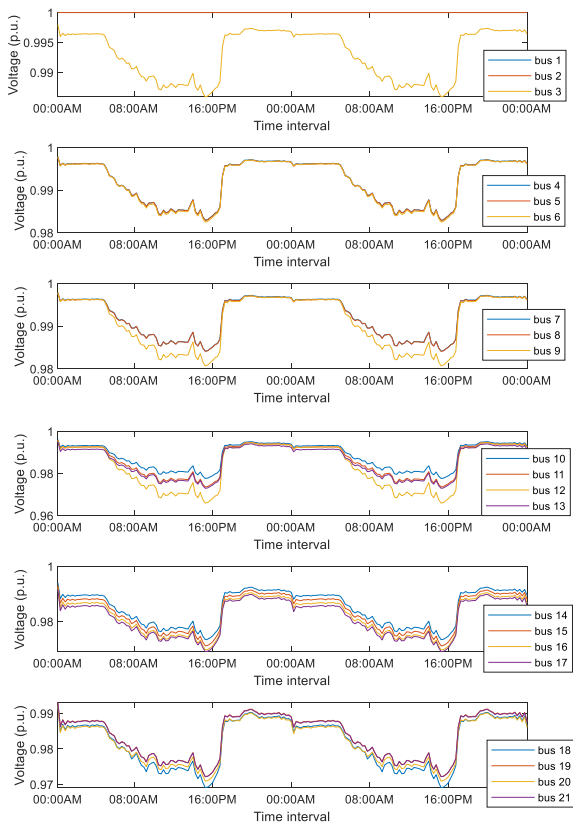 1
0.995
0.99
Voltage (p.u.)
bus 1
bus 2
bus 3
00:00AM 08:00AM 16:00PM 00:00AM 08:00AM 16:00PM 00:00AM
Time interval
1
0.99
0.98
Voltage (p.u.)
bus 4
bus 5
bus 6
00:00AM 08:00AM 16:00PM 00:00AM 08:00AM 16:00PM 00:00AM
Time interval
1
0.99
0.98
Voltage (p.u.)
bus 7
bus 8
bus 9
00:00AM 08:00AM 16:00PM 00:00AM 08:00AM 16:00PM 00:00AM
Time interval
1
0.98
0.96
Voltage (p.u.)
bus 10
bus 11
bus 12
bus 13
00:00AM 08:00AM 16:00PM 00:00AM 08:00AM 16:00PM 00:00AM
Time interval
1
0.98
Voltage (p.u.)
bus 14
bus 15
bus 16
bus 17
00:00AM 08:00AM 16:00PM 00:00AM 08:00AM 16:00PM 00:00AM
Time interval
0.99
0.98
0.97
Voltage (p.u.)
bus 18
bus 19
bus 20
bus 21
00:00AM 08:00AM 16:00PM 00:00AM 08:00AM 16:00PM 00:00AM
Time interval